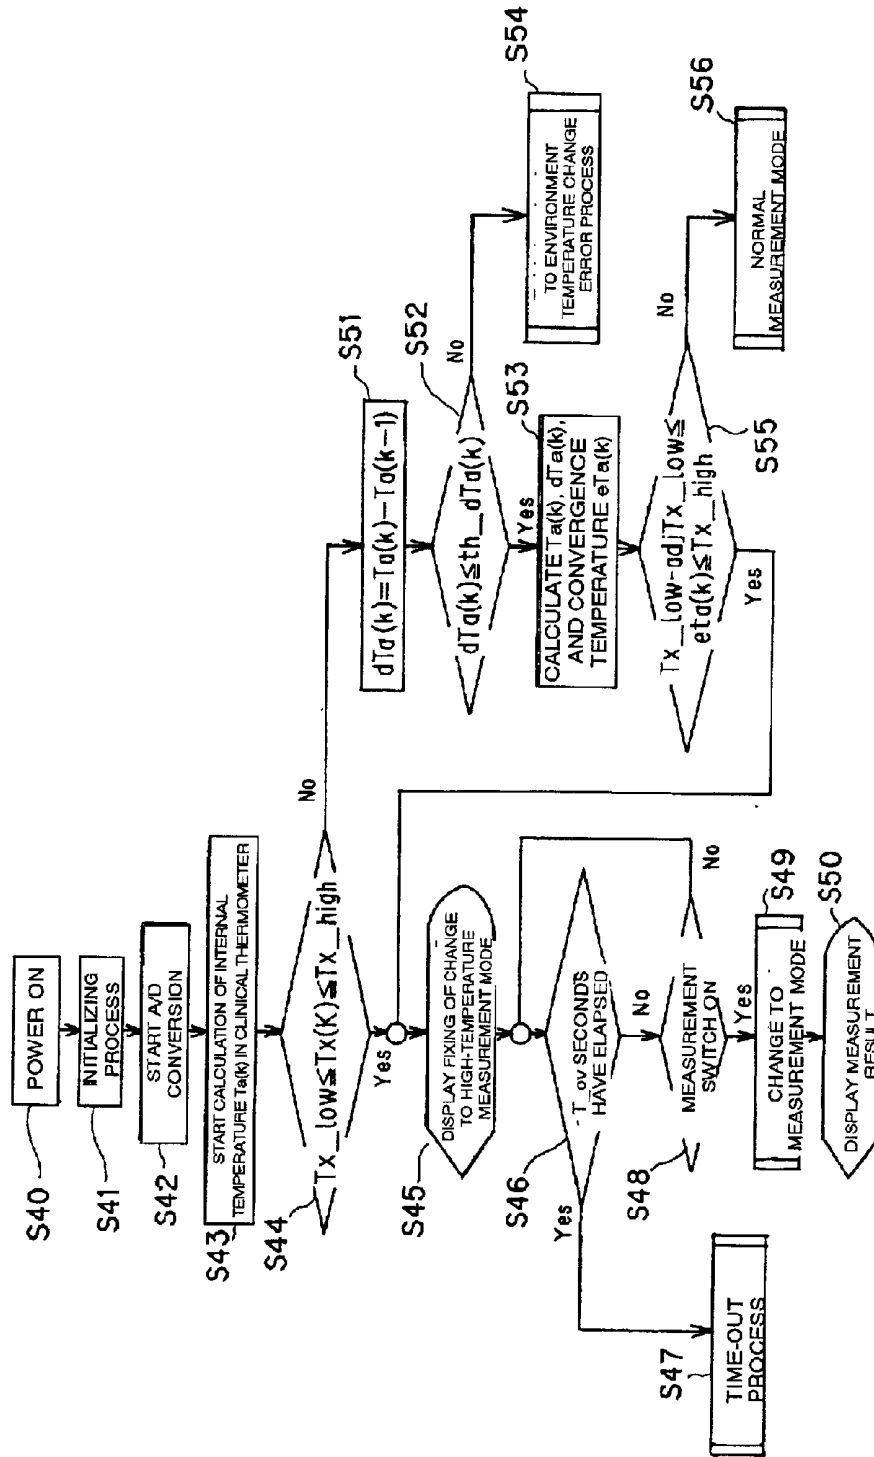 S40
POWER ON
S41
INITIALIZING
PROCESS
S42
START A/D
CONVERSION
S43
START CALCULATION OF INTERNAL
TEMPERATURE Ta(k) IN CLINICAL THERMOMETER
S44
Tx_low≦Tx(K)≦Tx_high
No
Yes
S45
DISPLAY FIXING OF CHANGE
TO HIGH-TEMPERATURE
MEASUREMENT MODE
S46
T_ov SECONDS
HAVE ELAPSED
Yes
No
S47
TIME-OUT
PROCESS
S48
MEASUREMENT
SWITCH ON
No
Yes
S49
CHANGE TO
MEASUREMENT MODE
S50
DISPLAY MEASUREMENT
RESULT
S51
dTa(k)=Ta(k)-Ta(k-1)
S52
dTa(k)≦th_dTa(k)
No
Yes
S53
CALCULATE Ta(k), dTa(k),
AND CONVERGENCE
TEMPERATURE eTa(k)
S54
TO ENVIRONMENT
TEMPERATURE CHANGE
ERROR PROCESS
S55
Tx_low-adjTx_low≦
eta(k)≦Tx_high
No
Yes
S56
NORMAL
MEASUREMENT MODE